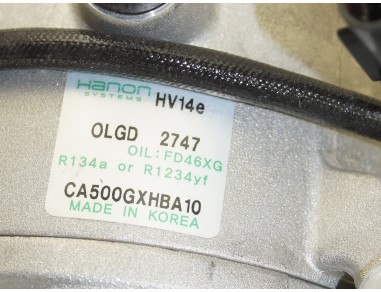 Hanon
SYSTEMS HV14e
OLGD 2747
OIL:FD46XG
R134a or R1234yf
CA500GXHBA10
MADE IN KOREA